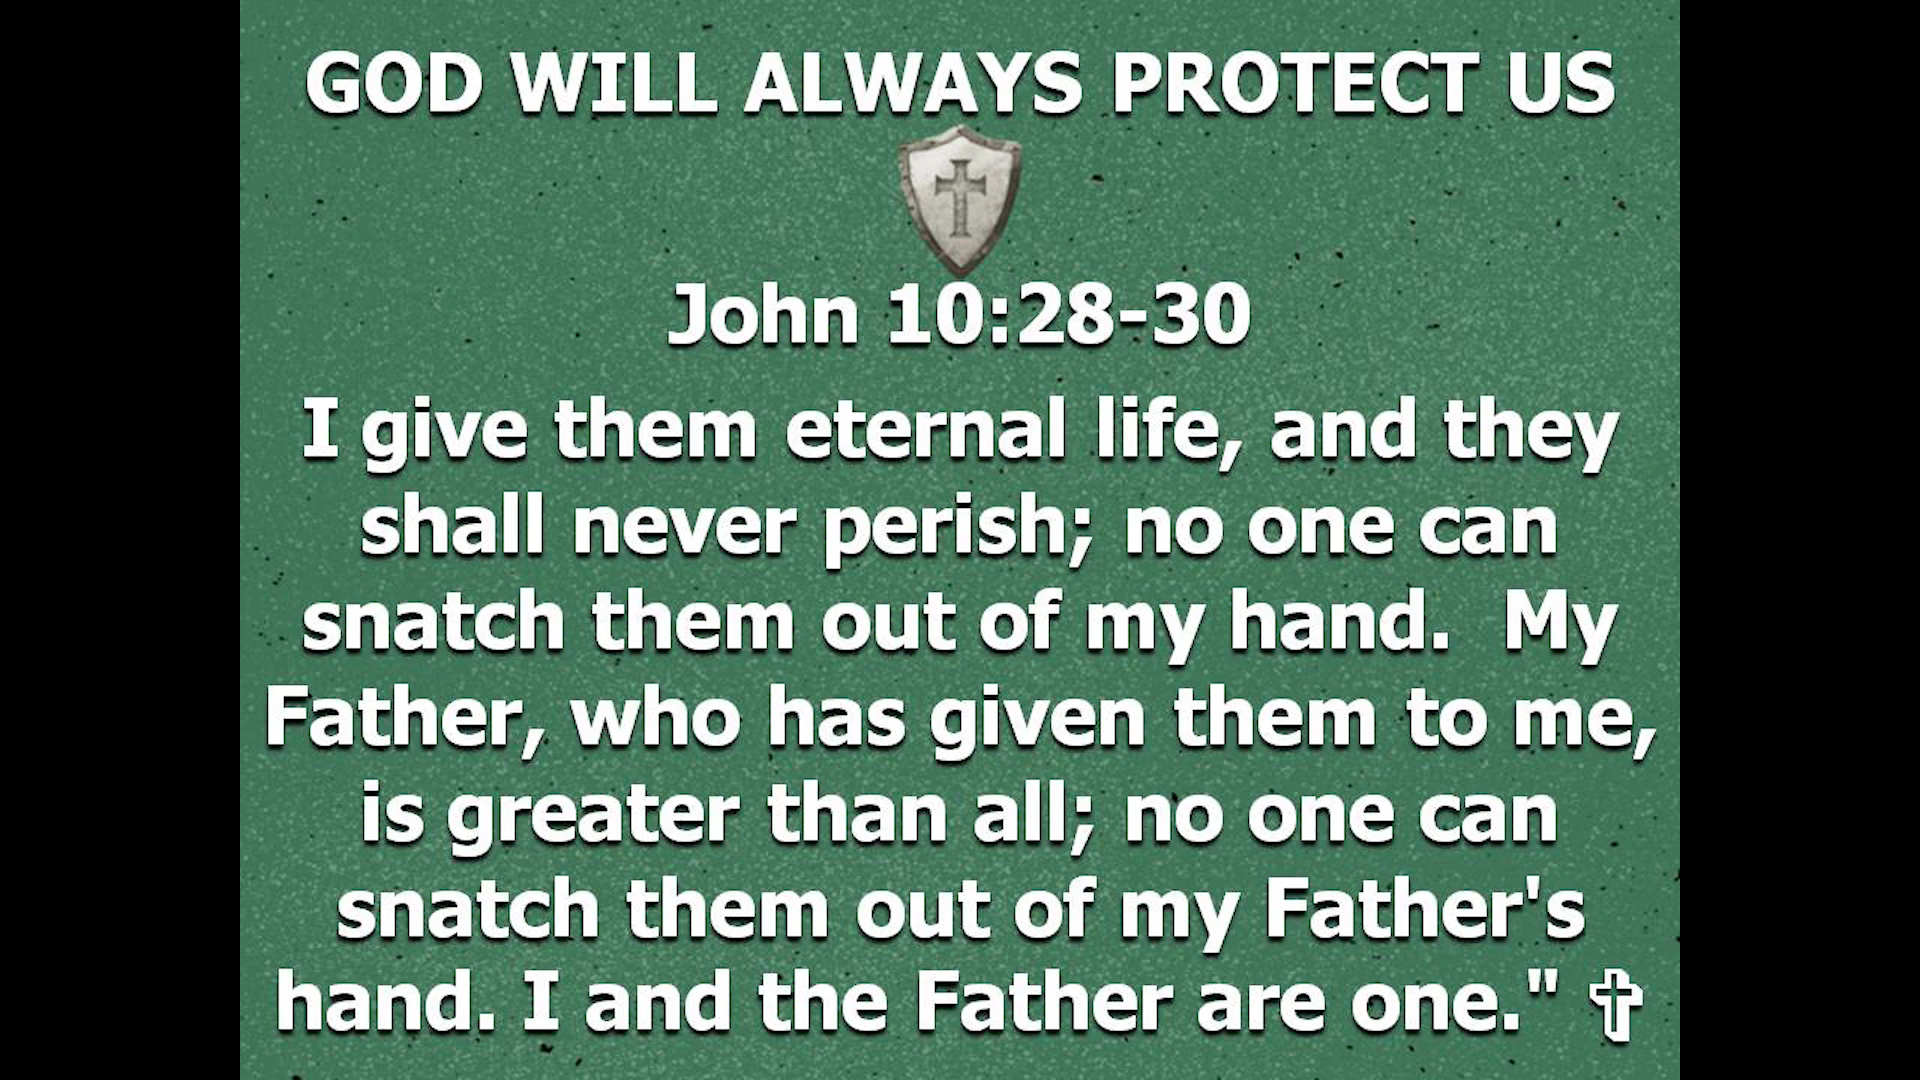 GOD WILL ALWAYS PROTECT US
John 10:28-30
I give them eternal life, and they
shall never perish; no one can
snatch them out of my hand.  My
Father, who has given them to me,
is greater than all; no one can
snatch them out of my Father's
hand. I and the Father are one." ✞